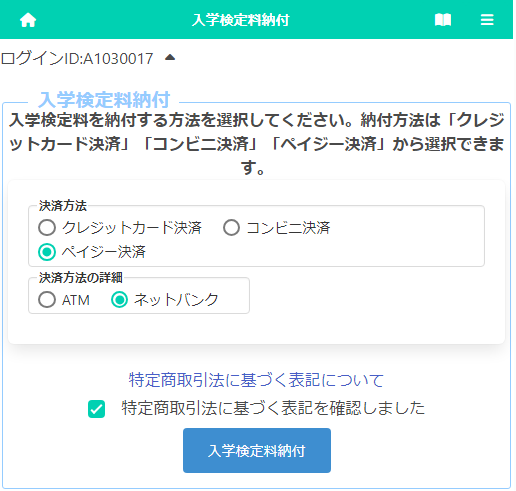 入学検定料納付
ログインID:A1030017
入学検定料納付
入学検定料を納付する方法を選択してください。納付方法は「クレジ
ットカード決済」「コンビニ決済」「ペイジー決済」から選択できま
す。
決済方法
クレジットカード決済 コンビニ決済
ペイジー決済
決済方法の詳細
ATM ネットバンク
特定商取引法に基づく表記について
特定商取引法に基づく表記を確認しました
入学検定料納付